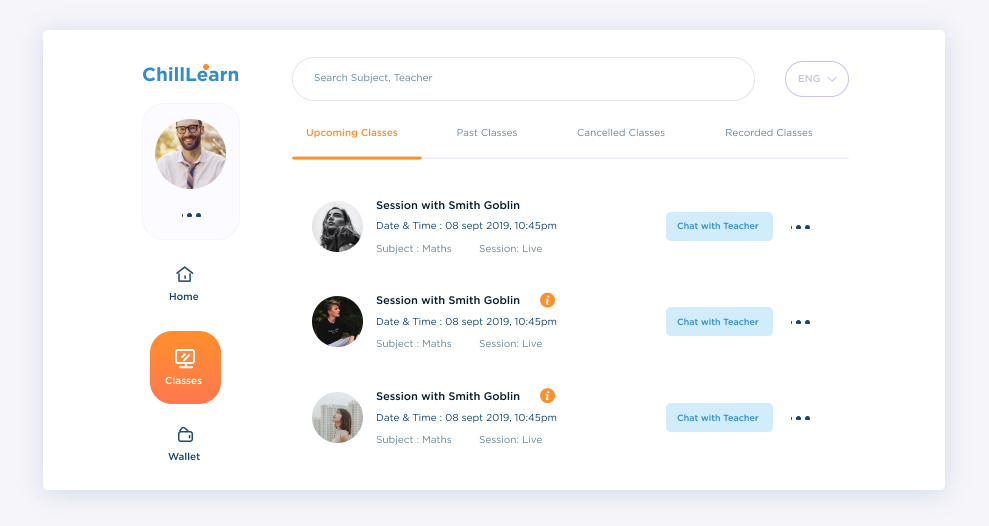 ChillLearn
Search Subject, Teacher
ENG
Upcoming Classes
Past Classes
Cancelled Classes
Recorded Classes
Session with Smith Goblin
Date & Time : 08 sept 2019, 10:45pm
Subject : Maths
Session: Live
Chat with Teacher
Home
Session with Smith Goblin
i
Date & Time : 08 sept 2019, 10:45pm
Subject : Maths
Session: Live
Chat with Teacher
Classes
Session with Smith Goblin
i
Date & Time : 08 sept 2019, 10:45pm
Subject : Maths
Session: Live
Chat with Teacher
Wallet